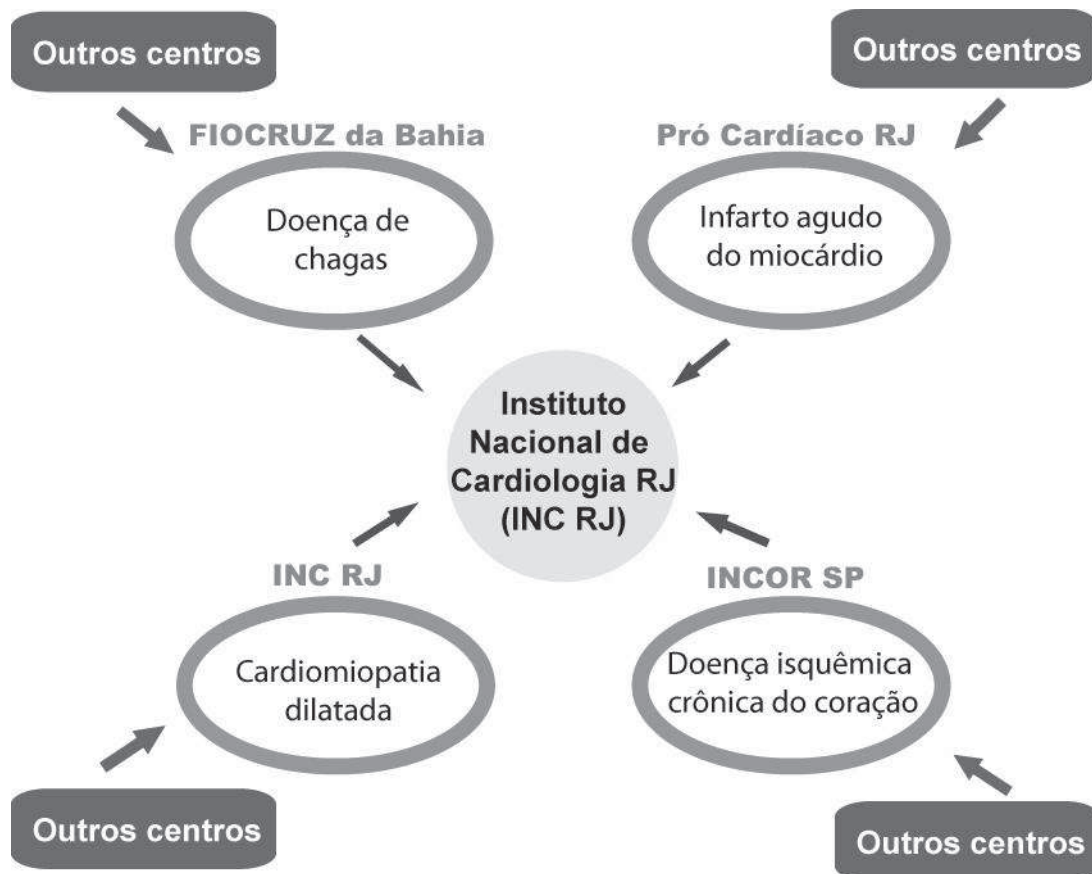 Outros centros
Outros centros
FIOCRUZ da Bahia
Pró Cardíaco RJ
Doença de
chagas
Infarto agudo
do miocárdio
Instituto
Nacional de
Cardiologia RJ
(INC RJ)
INC RJ
INCOR SP
Cardiomiopatia
dilatada
Doença isquêmica
crônica do coração
Outros centros
Outros centros